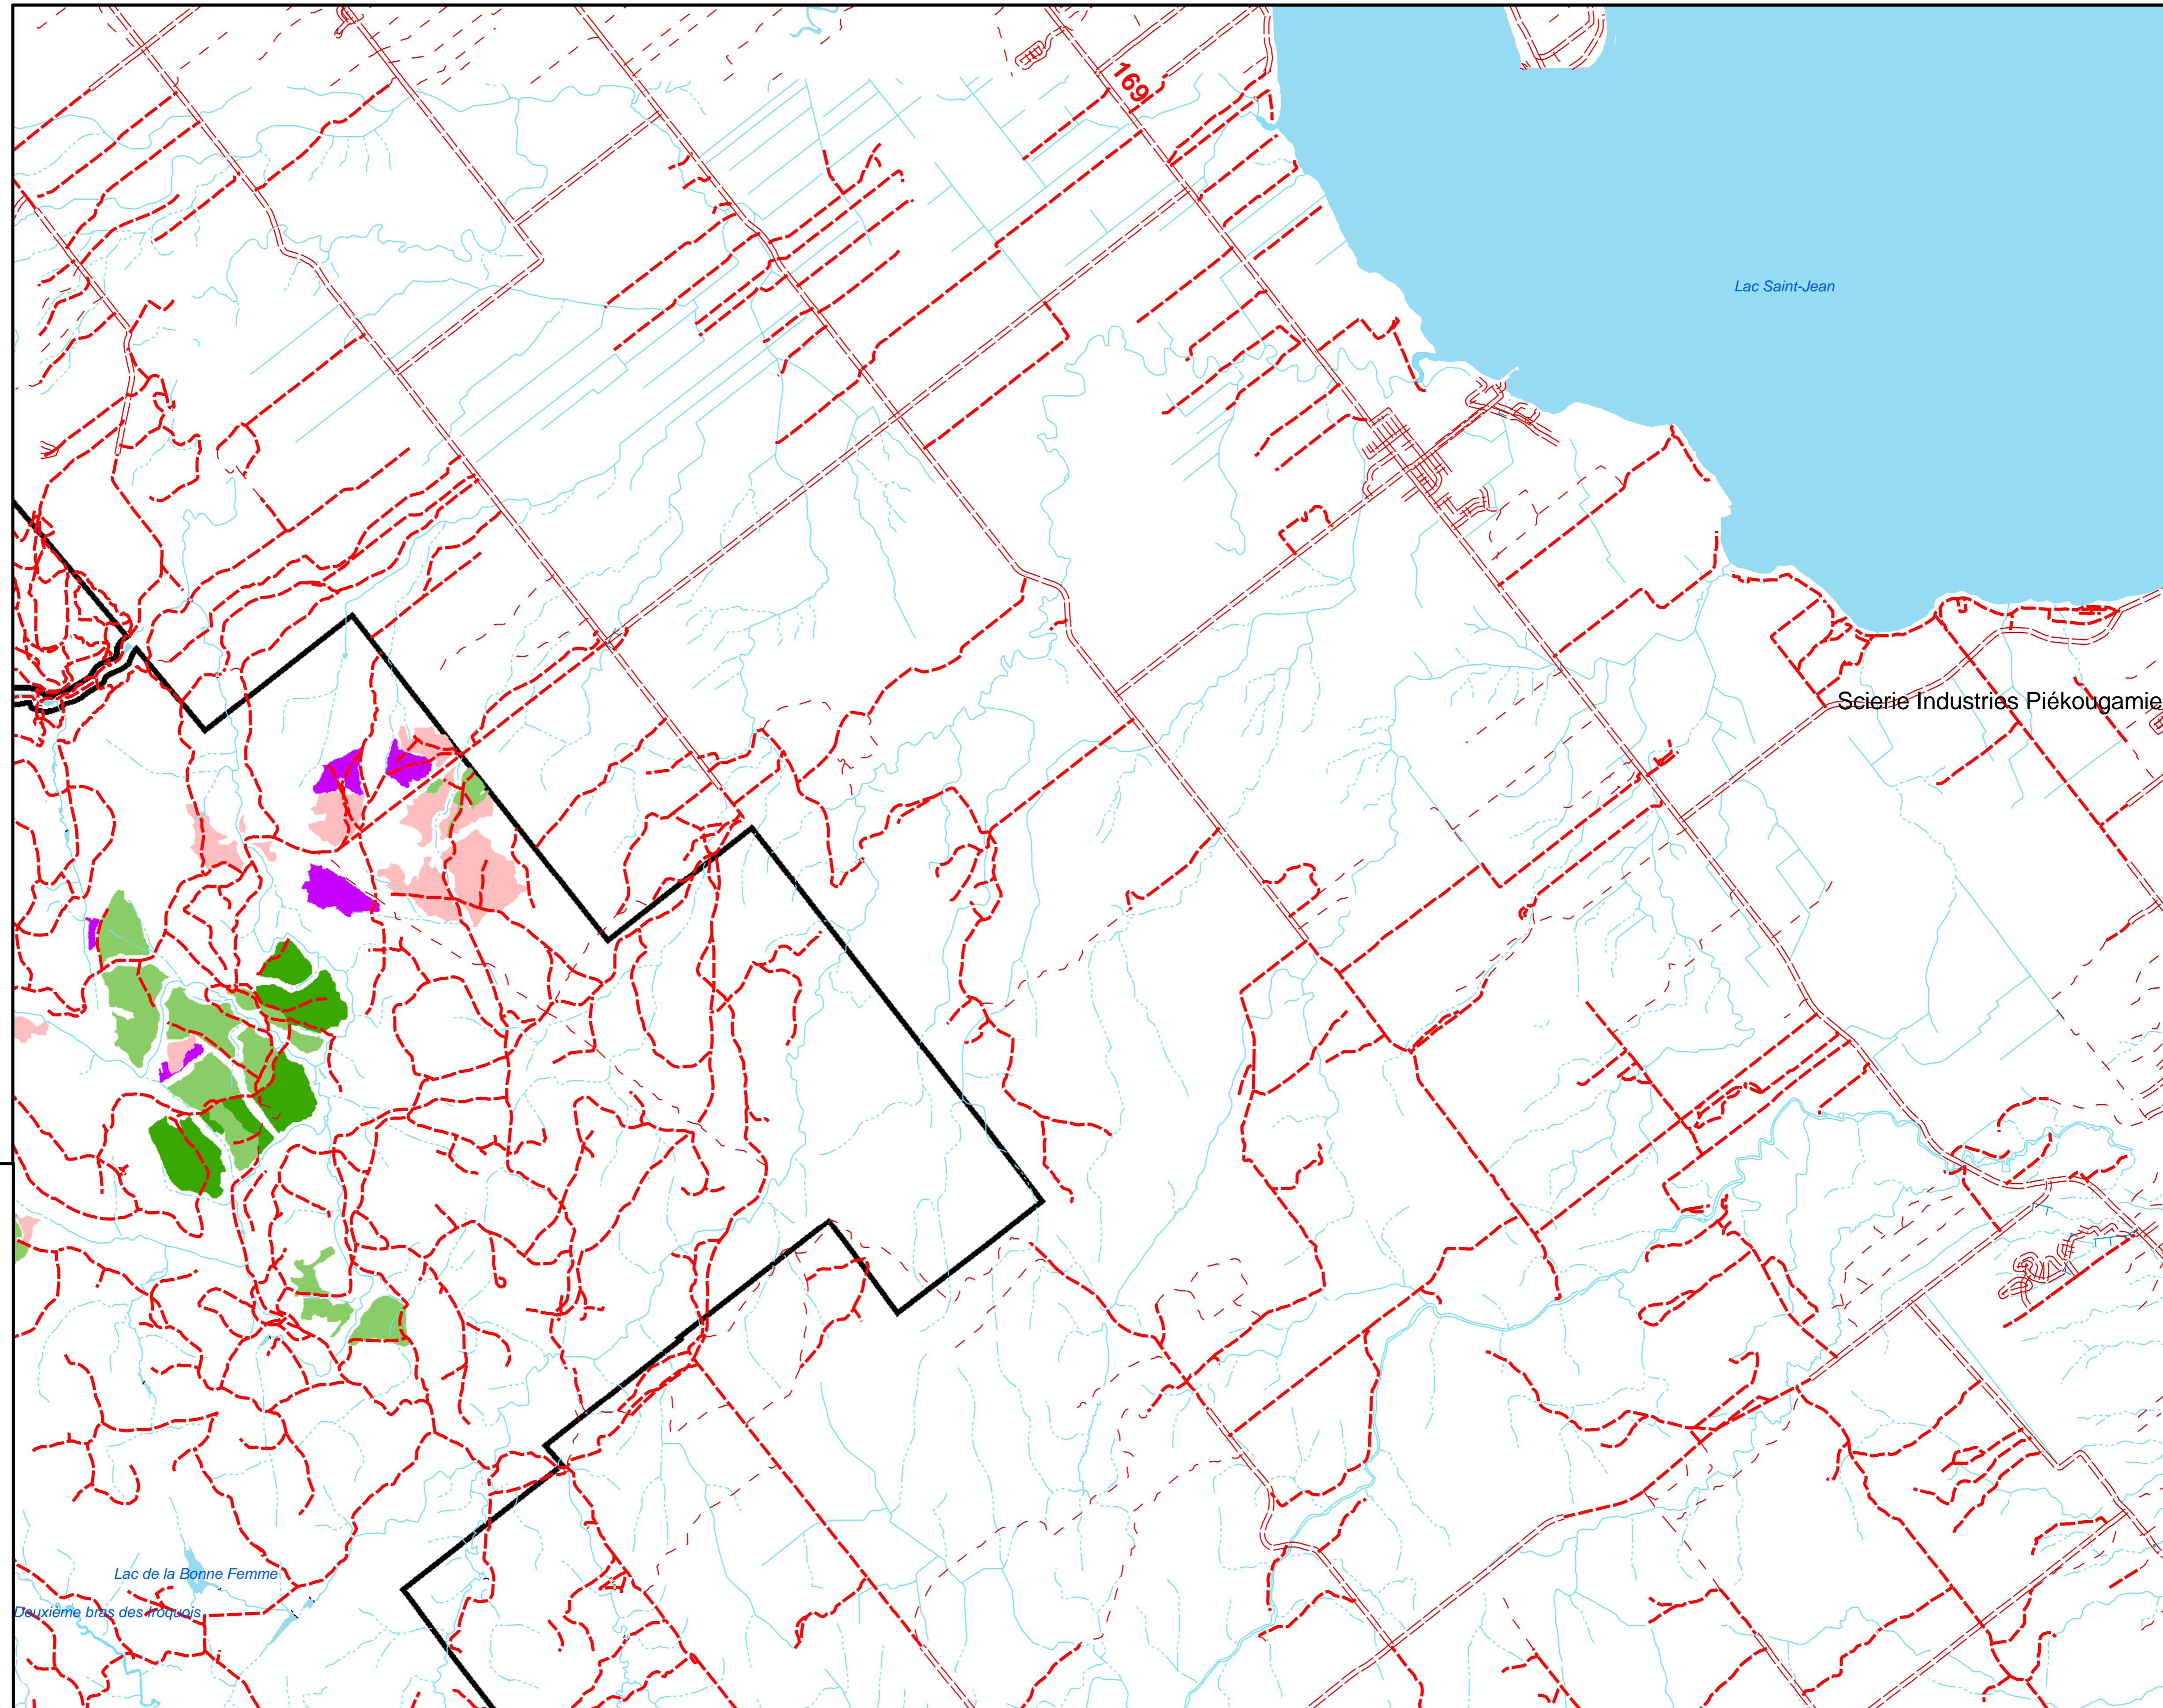 169
Lac Saint-Jean
Scierie Industries Piékougamie
Lac de la Bonne Femme
Deuxième bras des Iroquois